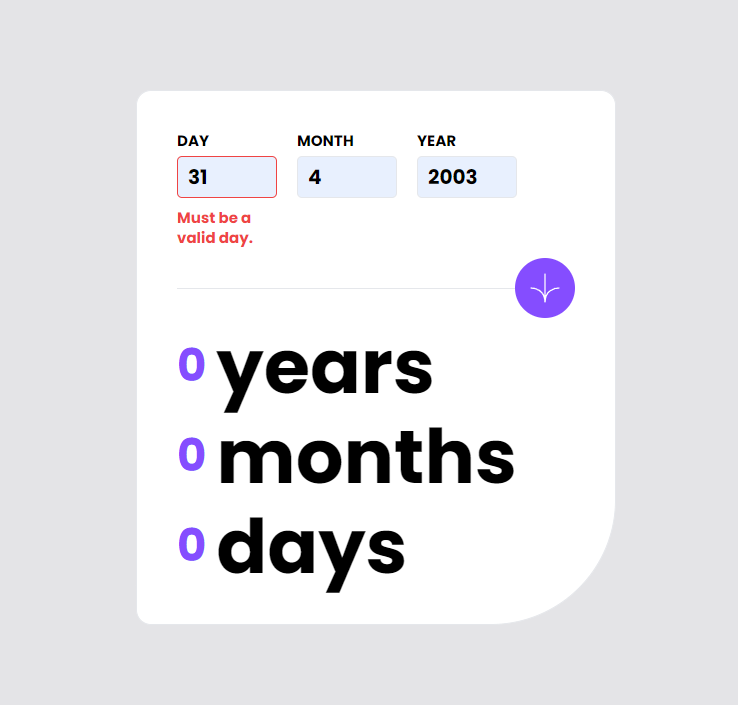 DAY MONTH YEAR
31 4 2003
Must be a
valid day.
0 years
0 months
0 days